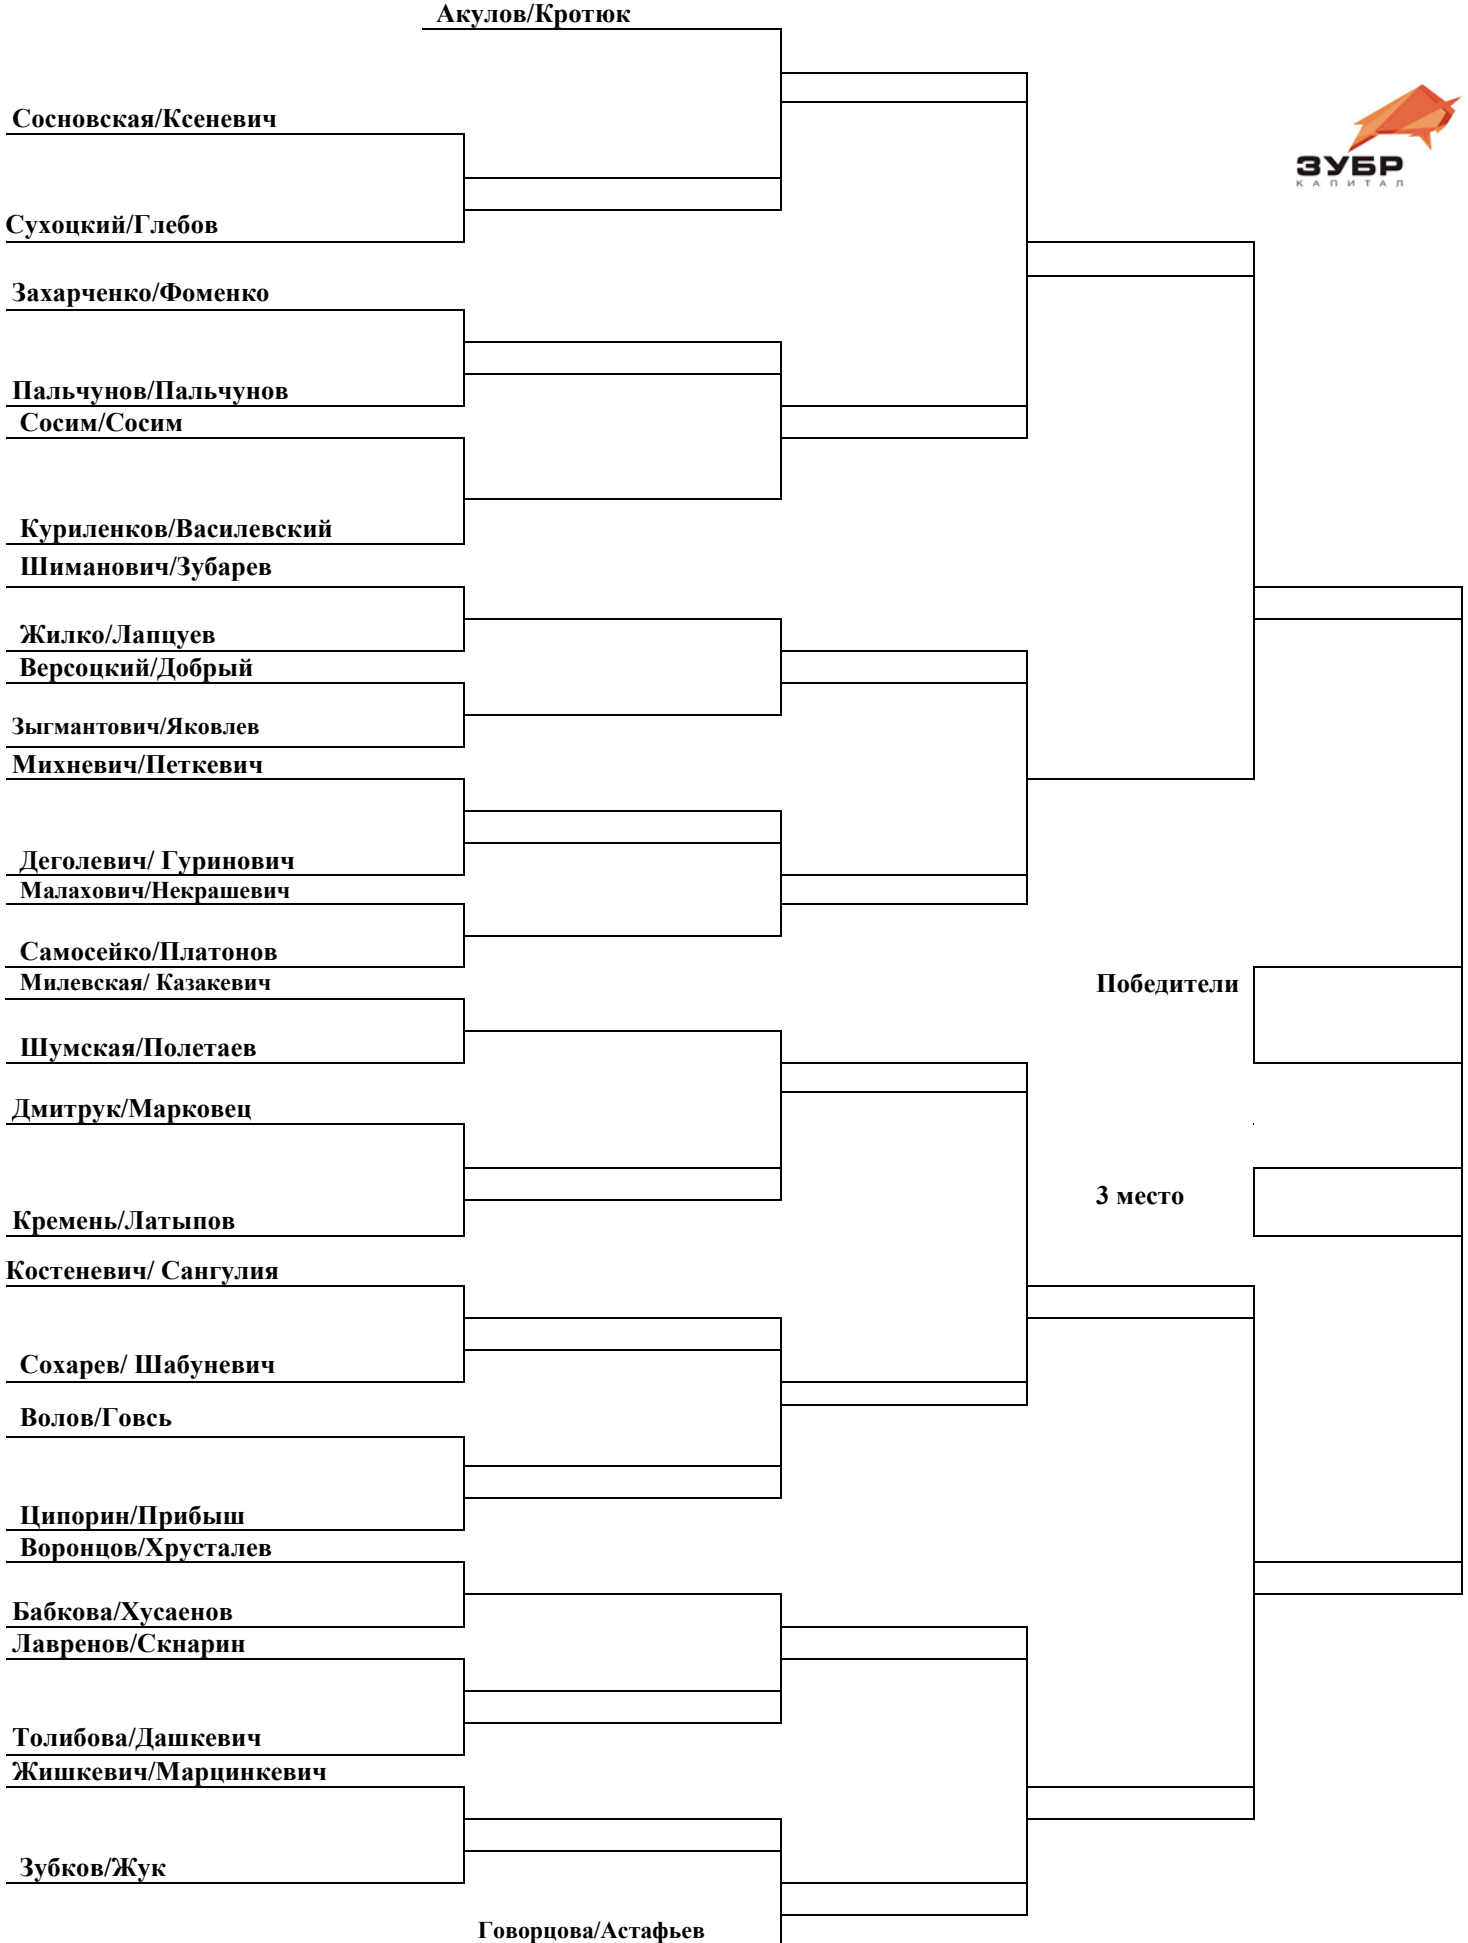 Акулов/Кротюк
Сосновская/Ксеневич
ЗУБР
КАПИТАЛ
Сухоцкий/Глебов
Захарченко/Фоменко
Пальчунов/Пальчунов
Сосим/Сосим
Куриленков/Василевский
Шиманович/Зубарев
Жилко/Лапцуев
Версоцкий/Добрый
Зыгмантович/Яковлев
Михневич/Петкевич
Деголевич/ Гуринович
Малахович/Некрашевич
Самосейко/Платонов
Милевская/ Казакевич
Победители
Шумская/Полетаев
Дмитрук/Марковец
3 место
Кремень/Латыпов
Костеневич/ Сангулия
Сохарев/ Шабуневич
Волов/Говсь
Ципорин/Прибыш
Воронцов/Хрусталев
Бабкова/Хусаенов
Лавренов/Скнарин
Толибова/Дашкевич
Жишкевич/Марцинкевич
Зубков/Жук
Говорцова/Астафьев